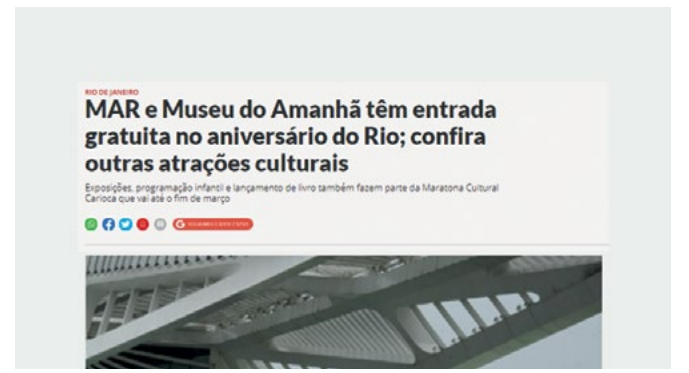 RIO DE JANEIRO
MAR e Museu do Amanhã têm entrada
gratuita no aniversário do Rio; confira
outras atrações culturais
Exposições, programação infantil e lançamento de livro também fazem parte da Maratona Cultural
Carioca que vai até o fim de março